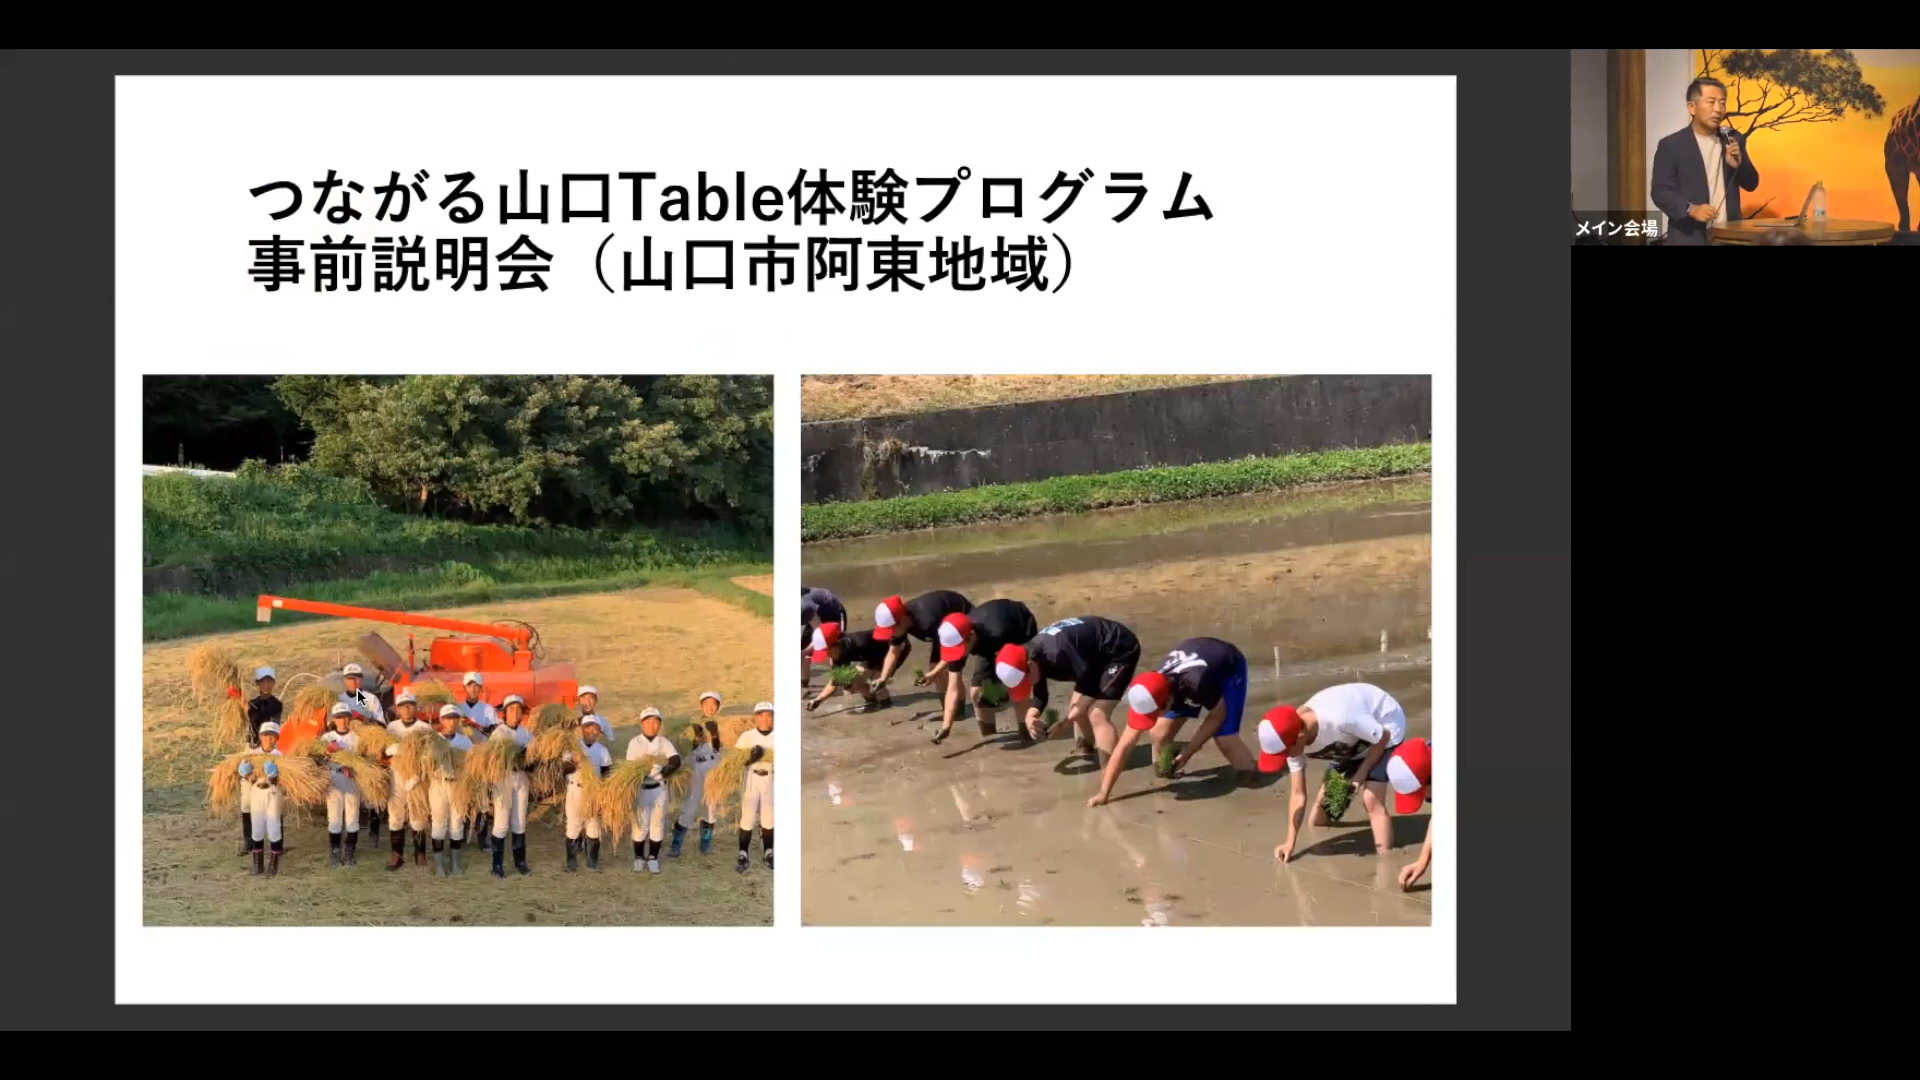 つながる山口Table体験プログラム
事前説明会（山口市阿東地域）
メイン会場